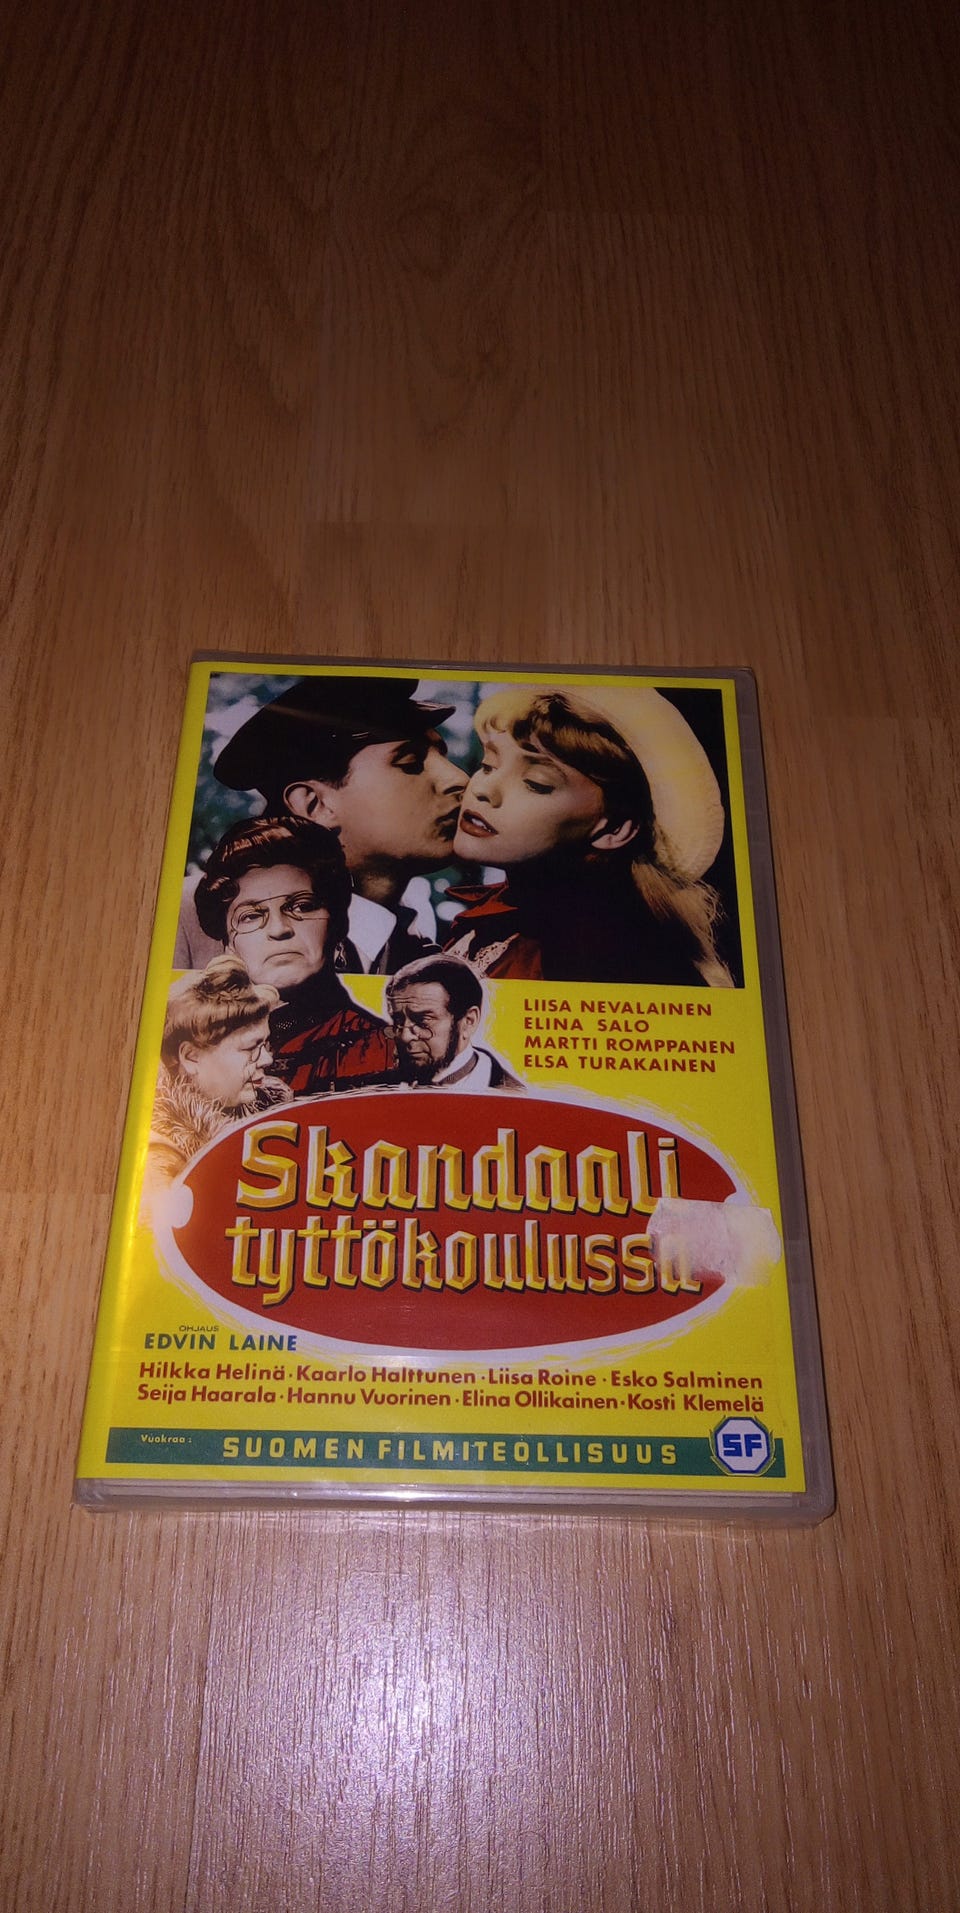 LIISA NEVALAINEN
ELINA SALO
MARTTI ROMPPANEN
ELSA TURAKAINEN
Skandaali
tyttökoulussa
OHJAUS
EDVIN LAINE
Hilkka Helinä · Kaarlo Halttunen · Liisa Roine · Esko Salminen
Seija Haarala · Hannu Vuorinen · Elina Ollikainen · Kosti Klemelä
Vuokraa: SUOMEN FILMITEOLLISUUS SF